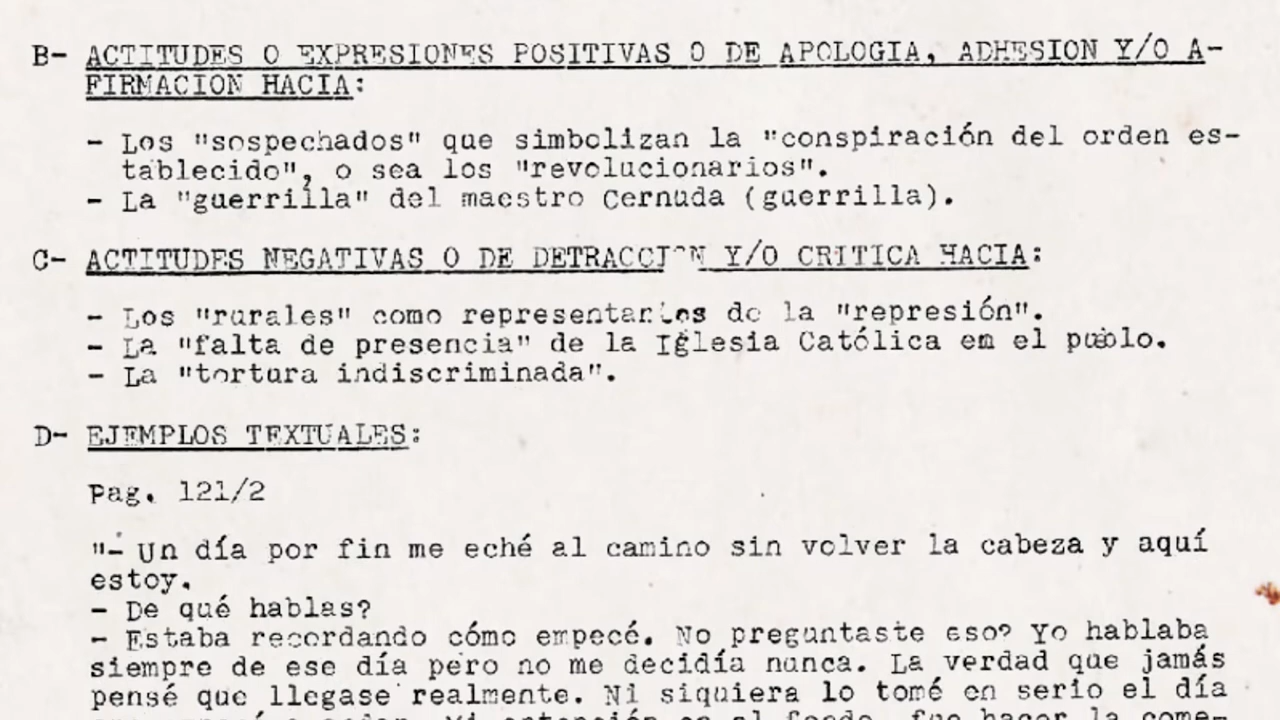 B- ACTITUDES O EXPRESIONES POSITIVAS O DE APOLOGIA, ADHESION Y/O A-
FIRMACION HACIA:
- Los "sospechados" que simbolizan la "conspiración del orden es-
tablecido", o sea los "revolucionarios".
- La "guerrilla" del maestro Cernuda (guerrilla).
C- ACTITUDES NEGATIVAS O DE DETRACCION Y/O CRITICA HACIA:
- Los "rurales" como representantes de la "represión".
- La "falta de presencia" de la Iglesia Católica en el pueblo.
- La "tortura indiscriminada".
D- EJEMPLOS TEXTUALES:
Pag. 121/2
"- Un día por fin me eché al camino sin volver la cabeza y aquí
estoy.
- De qué hablas?
- Estaba recordando cómo empecé. No preguntaste eso? Yo hablaba
siempre de ese día pero no me decidía nunca. La verdad que jamás
pensé que llegase realmente. Ni siquiera lo tomé en serio el día